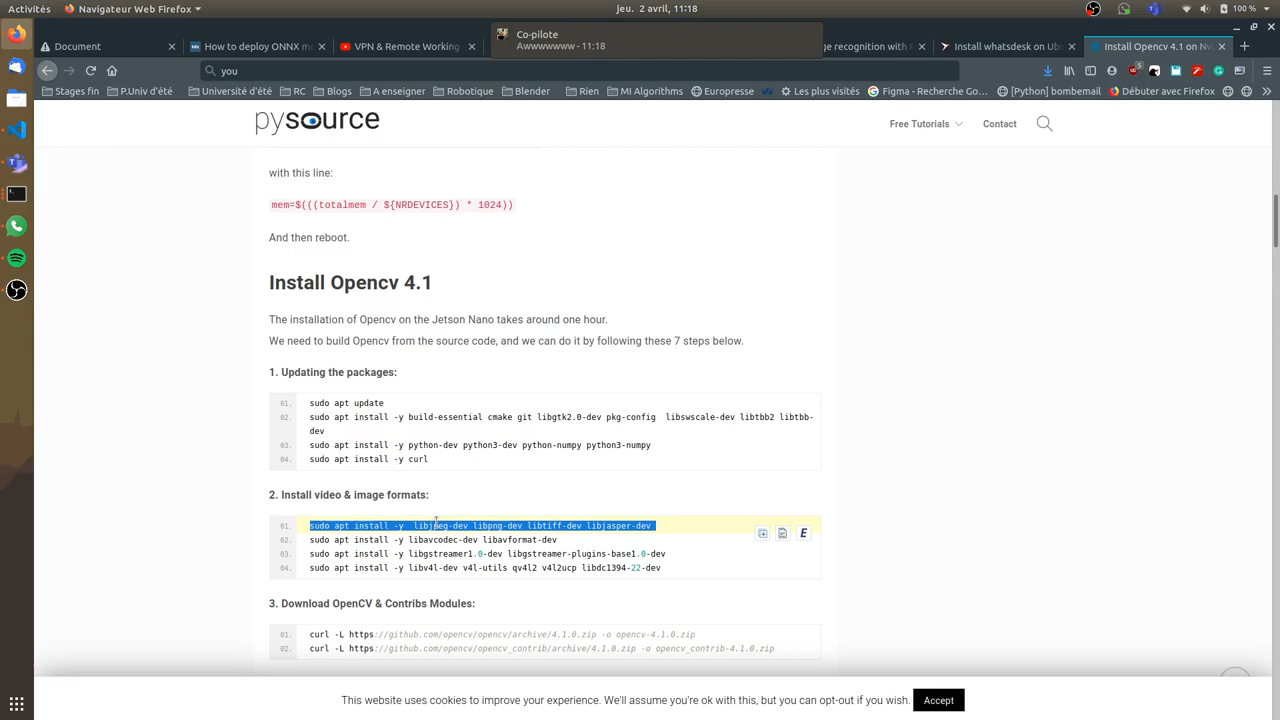 Activités
Navigateur Web Firefox
jeu. 2 avril, 11:18
100 %
Co-pilote
Awwwwwww - 11:18
Document
How to deploy ONNX m
VPN & Remote Working
ge recognition with F
Install whatsdesk on Ubu
Install Opencv 4.1 on Nv
you
5
Stages fin
P.Univ d'été
Université d'été
RC
Blogs
A enseigner
Robotique
Blender
Rien
MI Algorithms
Europresse
Les plus visités
Figma - Recherche Go...
[Python] bombemail
Débuter avec Firefox
pysource
Free Tutorials
Contact
with this line:
mem=$(((totalmem / ${NRDEVICES}) * 1024))
And then reboot.
Install Opencv 4.1
The installation of Opencv on the Jetson Nano takes around one hour.
We need to build Opencv from the source code, and we can do it by following these 7 steps below.
1. Updating the packages:
01. sudo apt update
02. sudo apt install -y build-essential cmake git libgtk2.0-dev pkg-config  libswscale-dev libtbb2 libtbb-
dev
03. sudo apt install -y python-dev python3-dev python-numpy python3-numpy
04. sudo apt install -y curl
2. Install video & image formats:
01. sudo apt install -y  libjpeg-dev libpng-dev libtiff-dev libjasper-dev
02. sudo apt install -y libavcodec-dev libavformat-dev
03. sudo apt install -y libgstreamer1.0-dev libgstreamer-plugins-base1.0-dev
04. sudo apt install -y libv4l-dev v4l-utils qv4l2 v4l2ucp libdc1394-22-dev
E
3. Download OpenCV & Contribs Modules:
01. curl -L https://github.com/opencv/opencv/archive/4.1.0.zip -o opencv-4.1.0.zip
02. curl -L https://github.com/opencv/opencv_contrib/archive/4.1.0.zip -o opencv_contrib-4.1.0.zip
This website uses cookies to improve your experience. We'll assume you're ok with this, but you can opt-out if you wish.
Accept